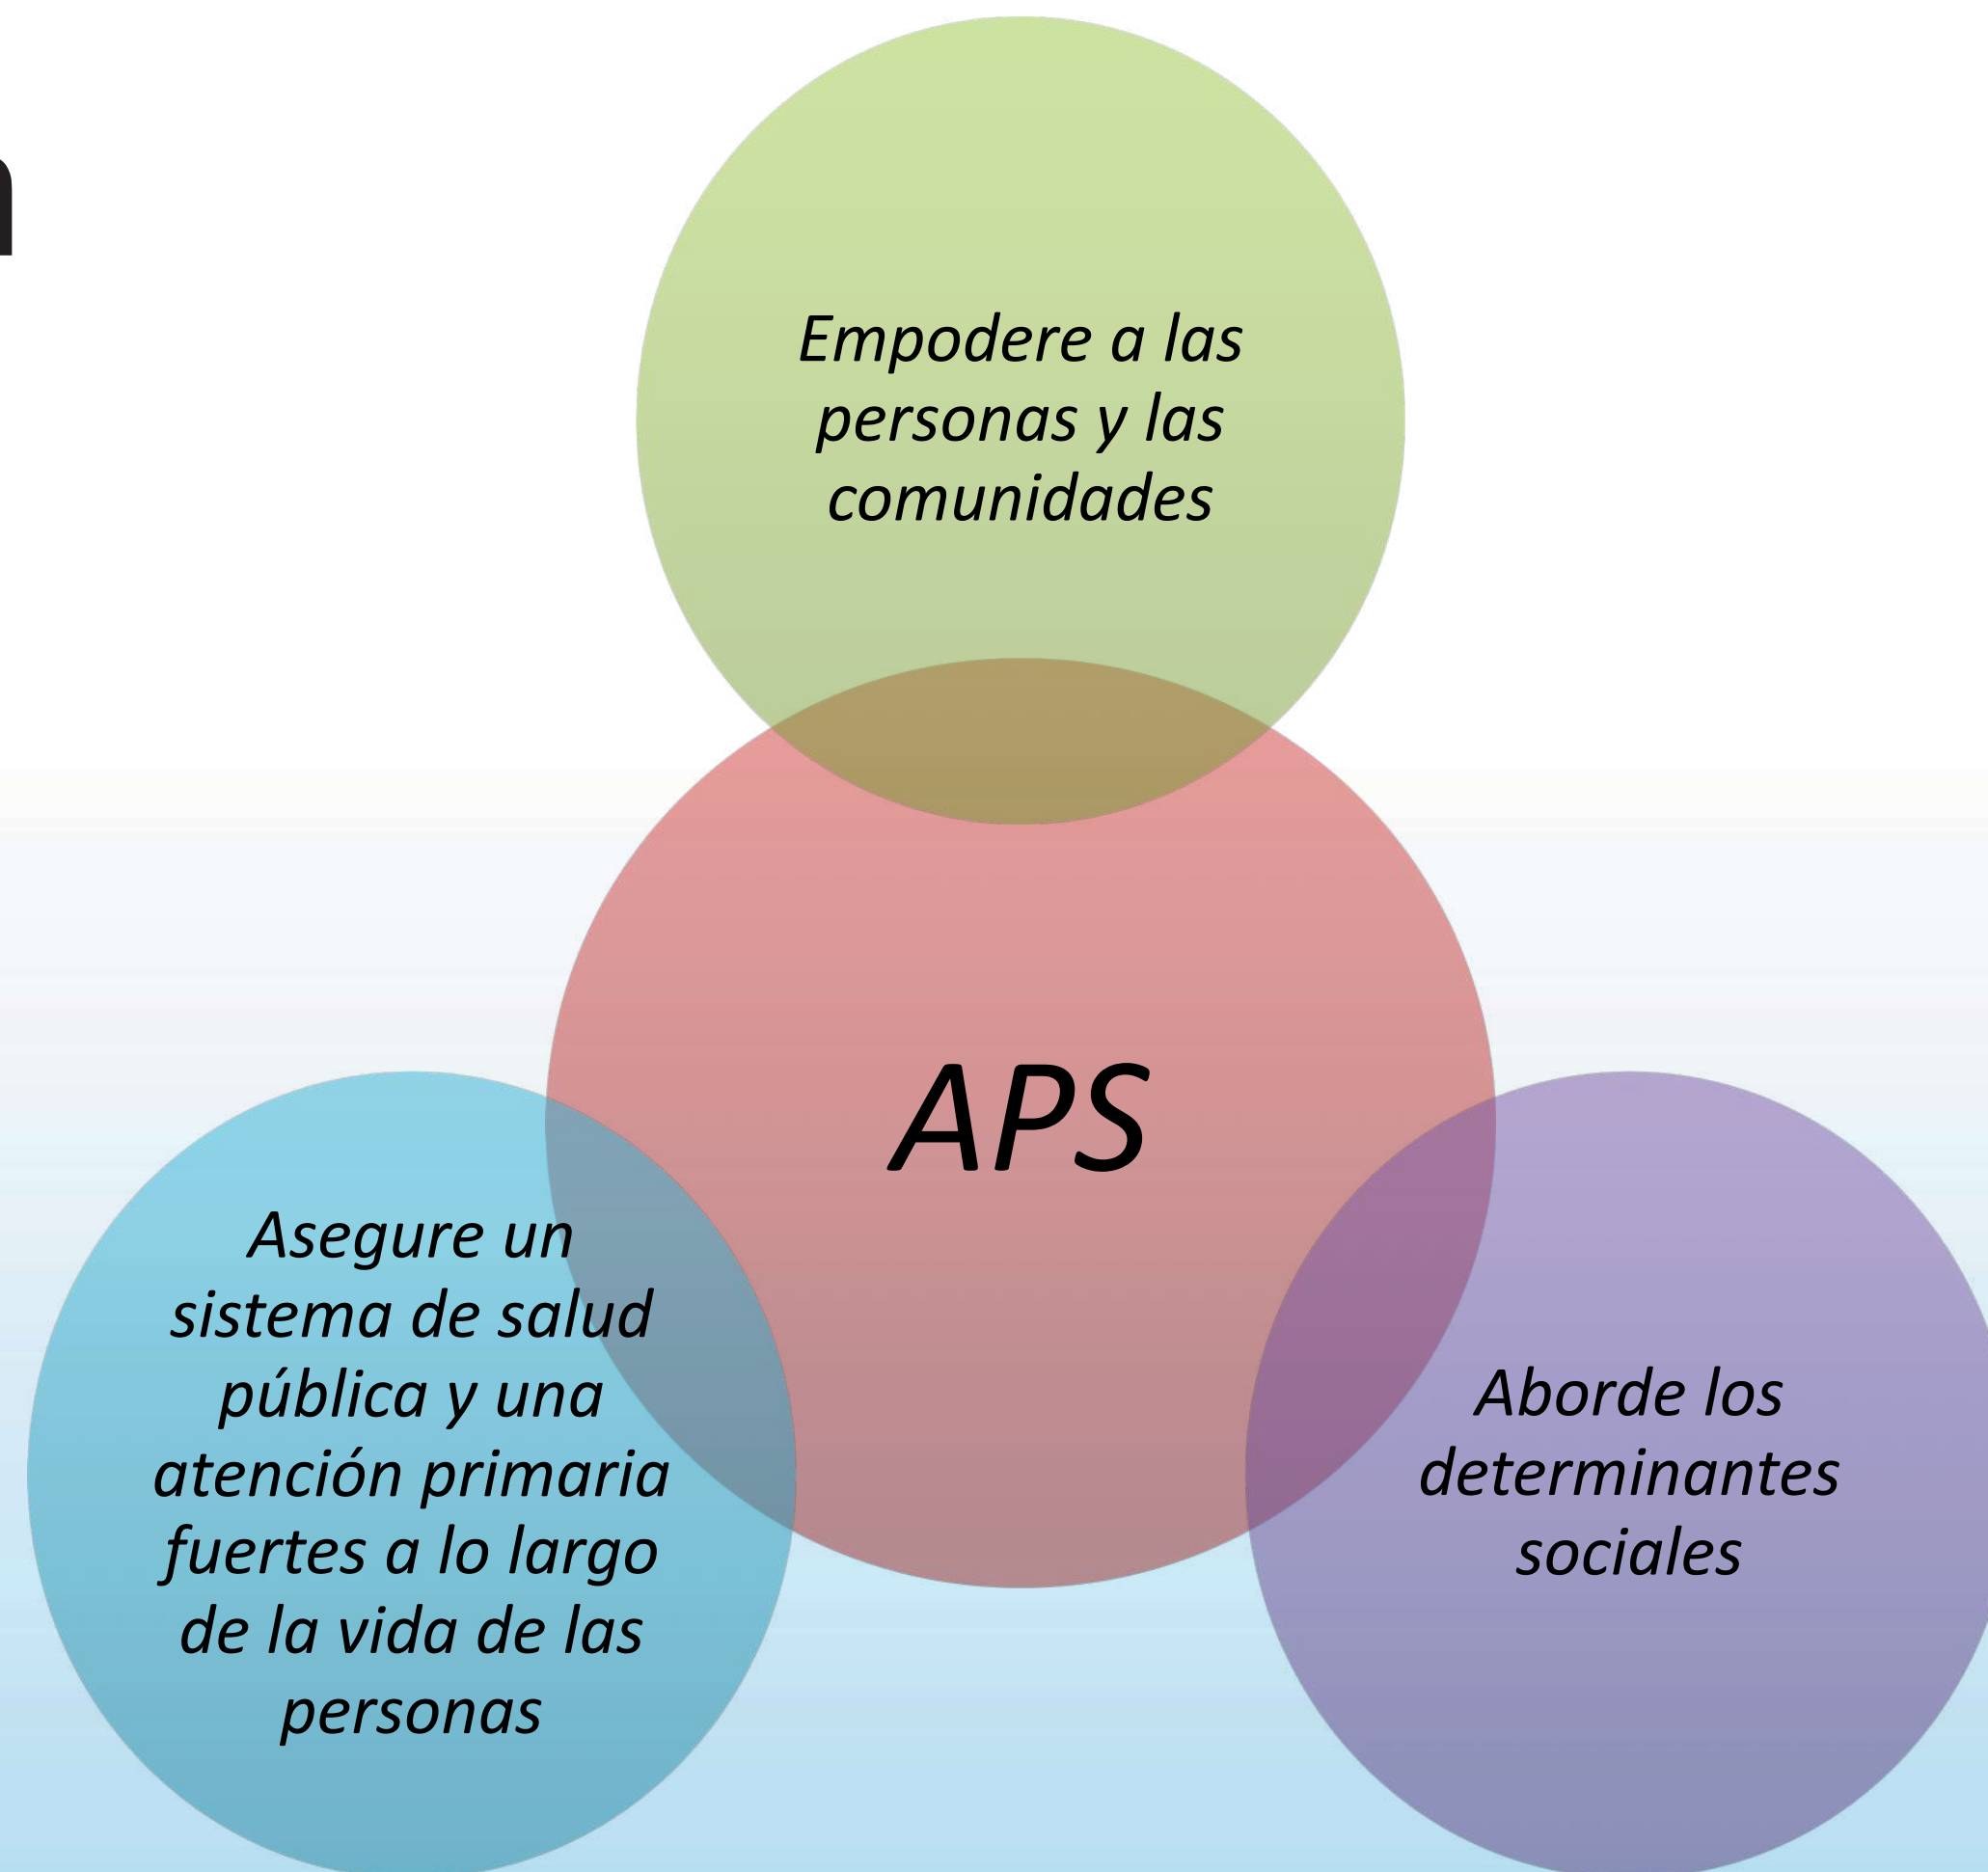 n
Empodere a las
personas y las
comunidades
APS
Asegure un
sistema de salud
pública y una
atención primaria
fuertes a lo largo
de la vida de las
personas
Aborde los
determinantes
sociales